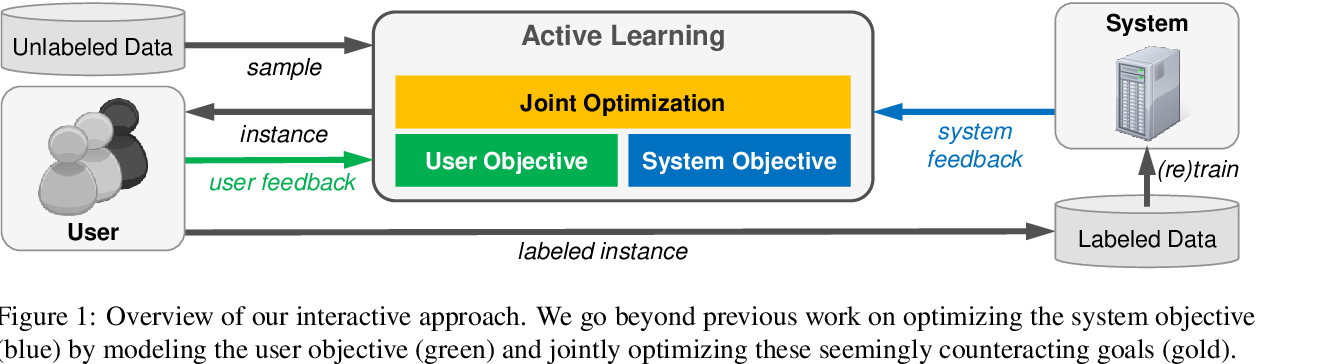 Unlabeled Data
sample
Active Learning
System
Joint Optimization
instance
User Objective
System Objective
system
feedback
user feedback
(re)train
User
labeled instance
Labeled Data
Figure 1: Overview of our interactive approach. We go beyond previous work on optimizing the system objective
(blue) by modeling the user objective (green) and jointly optimizing these seemingly counteracting goals (gold).